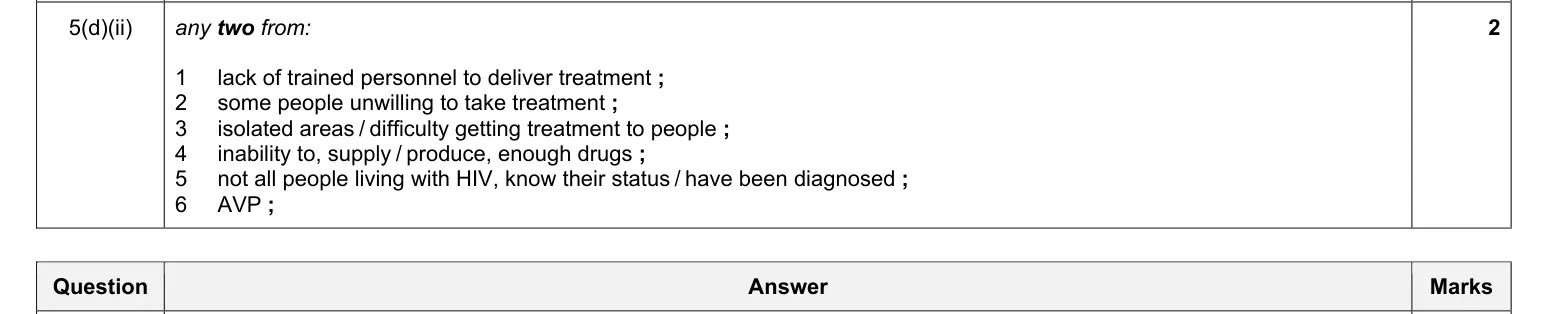 5(d)(ii) any two from: 2
1 lack of trained personnel to deliver treatment ;
2 some people unwilling to take treatment ;
3 isolated areas / difficulty getting treatment to people ;
4 inability to, supply / produce, enough drugs ;
5 not all people living with HIV, know their status / have been diagnosed ;
6 AVP ;
Question Answer Marks